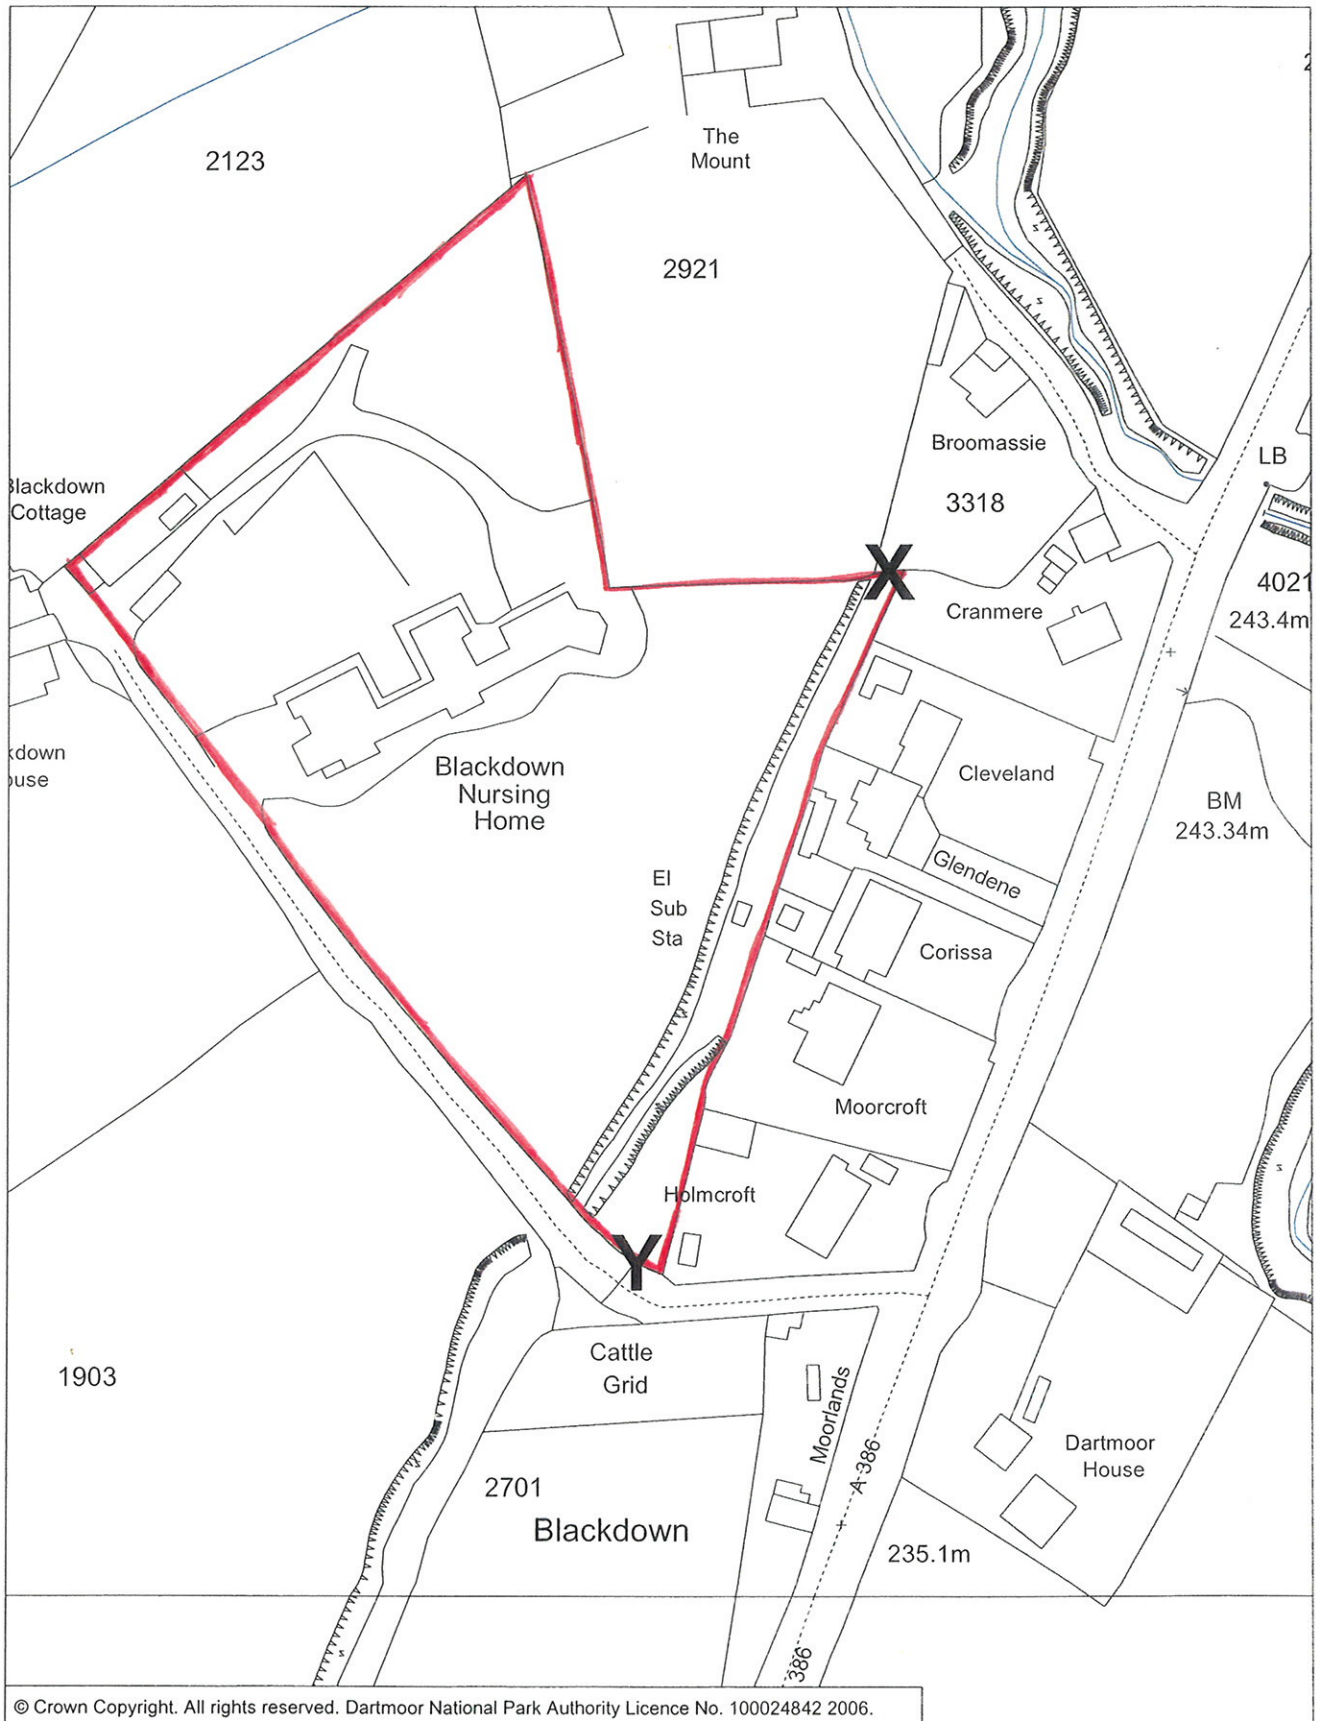 The
Mount
2123
2921
Broomassie
LB
3318
Blackdown
Cottage
X
4021
243.4m
Cranmere
kdown
ouse
Blackdown
Nursing
Home
Cleveland
BM
243.34m
Glendene
El
Sub
Sta
Corissa
Moorcroft
Holmcroft
Y
Cattle
Grid
1903
Moorlands
A 386
Dartmoor
House
2701
Blackdown
235.1m
386
© Crown Copyright. All rights reserved. Dartmoor National Park Authority Licence No. 100024842 2006.